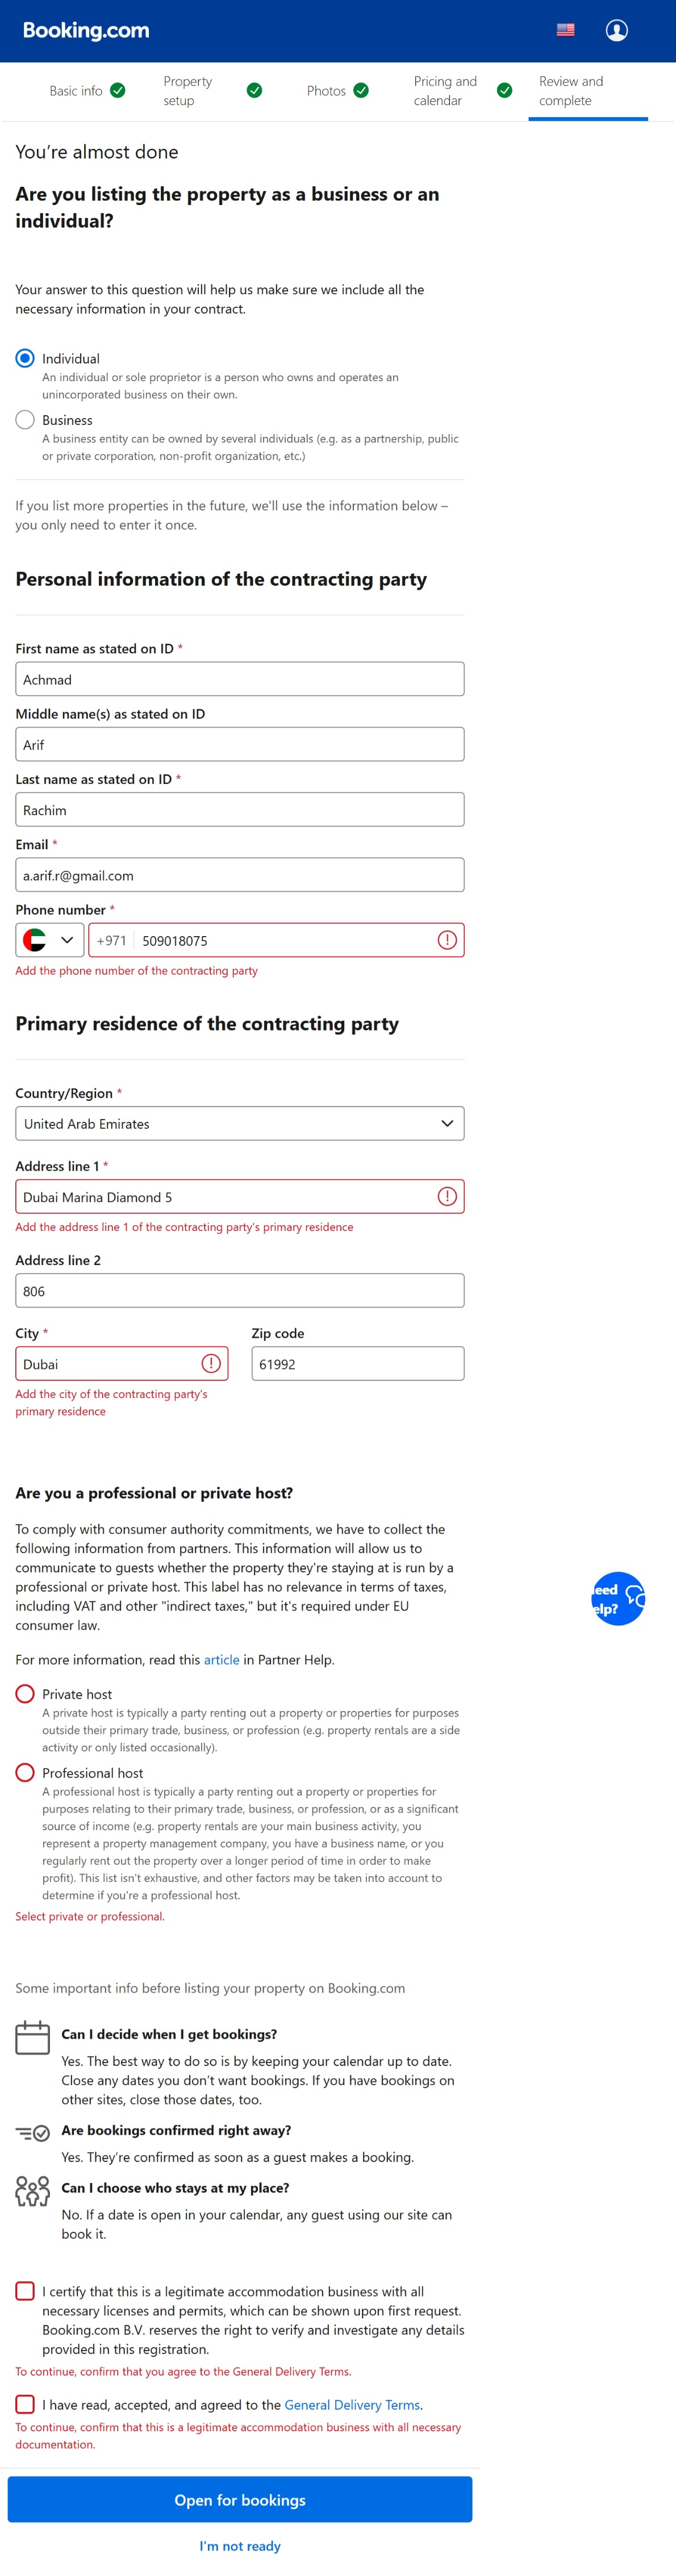 Booking.com
Basic info
Property
setup
Photos
Pricing and
calendar
Review and
complete
You're almost done
Are you listing the property as a business or an
individual?
Your answer to this question will help us make sure we include all the
necessary information in your contract.
Individual
An individual or sole proprietor is a person who owns and operates an
unincorporated business on their own.
Business
A business entity can be owned by several individuals (e.g. as a partnership, public
or private corporation, non-profit organization, etc.)
If you list more properties in the future, we'll use the information below –
you only need to enter it once.
Personal information of the contracting party
First name as stated on ID *
Achmad
Middle name(s) as stated on ID
Arif
Last name as stated on ID *
Rachim
Email *
a.arif.r@gmail.com
Phone number *
+971 509018075
Add the phone number of the contracting party
Primary residence of the contracting party
Country/Region *
United Arab Emirates
Address line 1 *
Dubai Marina Diamond 5
Add the address line 1 of the contracting party's primary residence
Address line 2
806
City *
Zip code
Dubai
61992
Add the city of the contracting party's
primary residence
Are you a professional or private host?
To comply with consumer authority commitments, we have to collect the
following information from partners. This information will allow us to
communicate to guests whether the property they're staying at is run by a
professional or private host. This label has no relevance in terms of taxes,
including VAT and other "indirect taxes," but it's required under EU
consumer law.
eed
elp?
For more information, read this article in Partner Help.
Private host
A private host is typically a party renting out a property or properties for purposes
outside their primary trade, business, or profession (e.g. property rentals are a side
activity or only listed occasionally).
Professional host
A professional host is typically a party renting out a property or properties for
purposes relating to their primary trade, business, or profession, or as a significant
source of income (e.g. property rentals are your main business activity, you
represent a property management company, you have a business name, or you
regularly rent out the property over a longer period of time in order to make
profit). This list isn't exhaustive, and other factors may be taken into account to
determine if you're a professional host.
Select private or professional.
Some important info before listing your property on Booking.com
Can I decide when I get bookings?
Yes. The best way to do so is by keeping your calendar up to date.
Close any dates you don't want bookings. If you have bookings on
other sites, close those dates, too.
Are bookings confirmed right away?
Yes. They're confirmed as soon as a guest makes a booking.
Can I choose who stays at my place?
No. If a date is open in your calendar, any guest using our site can
book it.
I certify that this is a legitimate accommodation business with all
necessary licenses and permits, which can be shown upon first request.
Booking.com B.V. reserves the right to verify and investigate any details
provided in this registration.
To continue, confirm that you agree to the General Delivery Terms.
I have read, accepted, and agreed to the General Delivery Terms.
To continue, confirm that this is a legitimate accommodation business with all necessary
documentation.
Open for bookings
I'm not ready